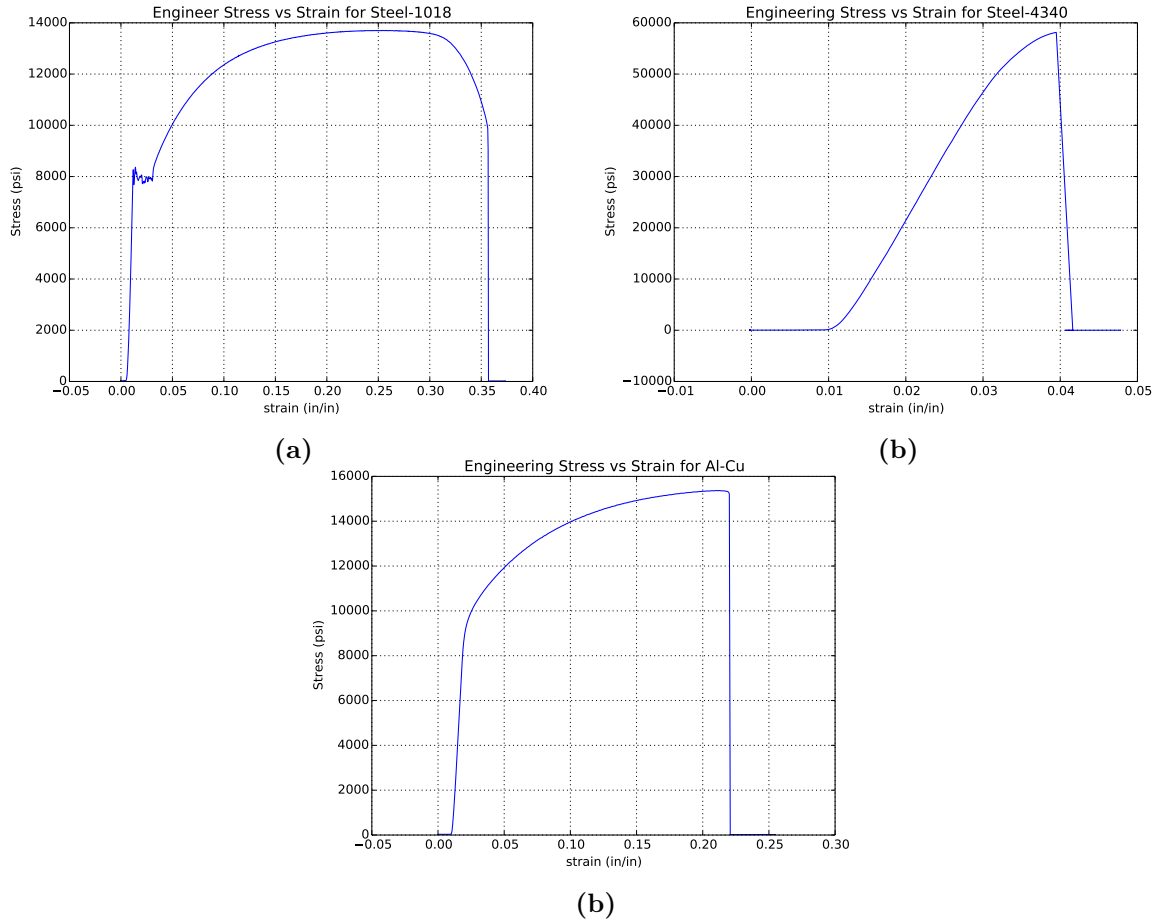 Engineer Stress vs Strain for Steel-1018
14000
12000
10000
8000
6000
4000
2000
0
Stress (psi)
−0.05 0.00 0.05 0.10 0.15 0.20 0.25 0.30 0.35 0.40
strain (in/in)
(a)
Engineering Stress vs Strain for Steel-4340
60000
50000
40000
30000
20000
10000
0
−10000
Stress (psi)
−0.01 0.00 0.01 0.02 0.03 0.04 0.05
strain (in/in)
(b)
Engineering Stress vs Strain for Al-Cu
16000
14000
12000
10000
8000
6000
4000
2000
0
Stress (psi)
−0.05 0.00 0.05 0.10 0.15 0.20 0.25 0.30
strain (in/in)
(b)